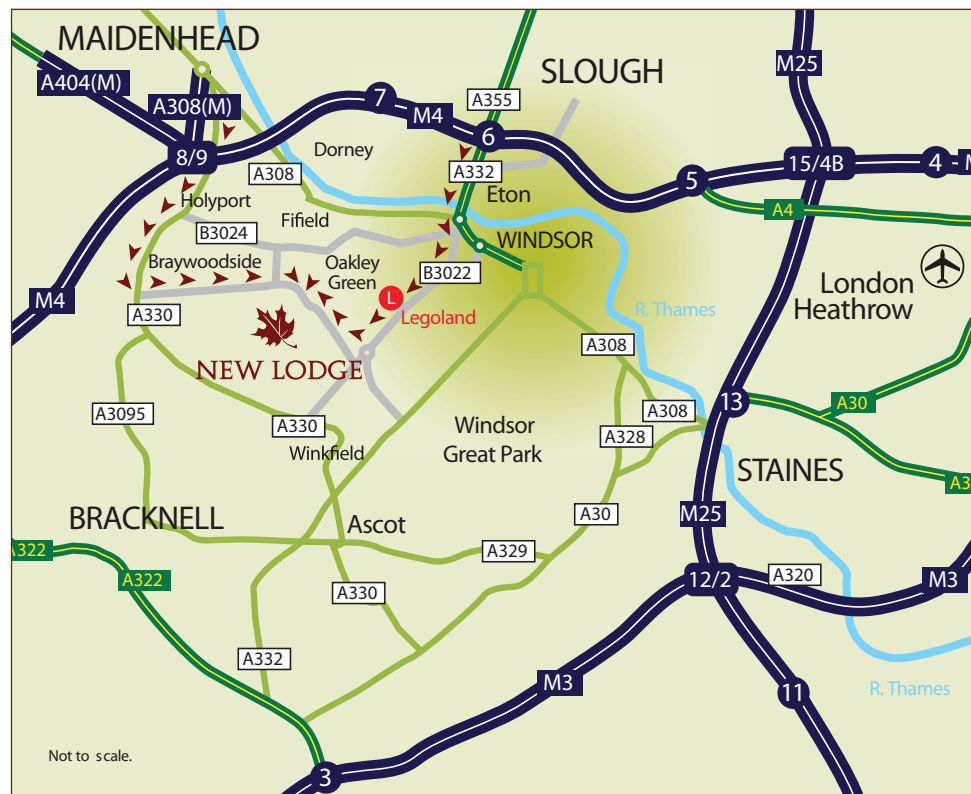 MAIDENHEAD
SLOUGH
M25
A404(M)
A308(M)
7
M4
A355
6
8/9
Dorney
A308
A332
Eton
5
15/4B
4
A4
Holyport
Fifield
B3024
WINDSOR
Braywoodside
Oakley
Green
B3022
L
Legoland
London
Heathrow
M4
A330
R. Thames
NEW LODGE
A308
A3095
A330
Winkfield
Windsor
Great Park
A308
A328
13
A30
STAINES
BRACKNELL
Ascot
A30
M25
A322
A322
A329
A330
12/2
A320
M3
A332
M3
11
R. Thames
Not to scale.
3